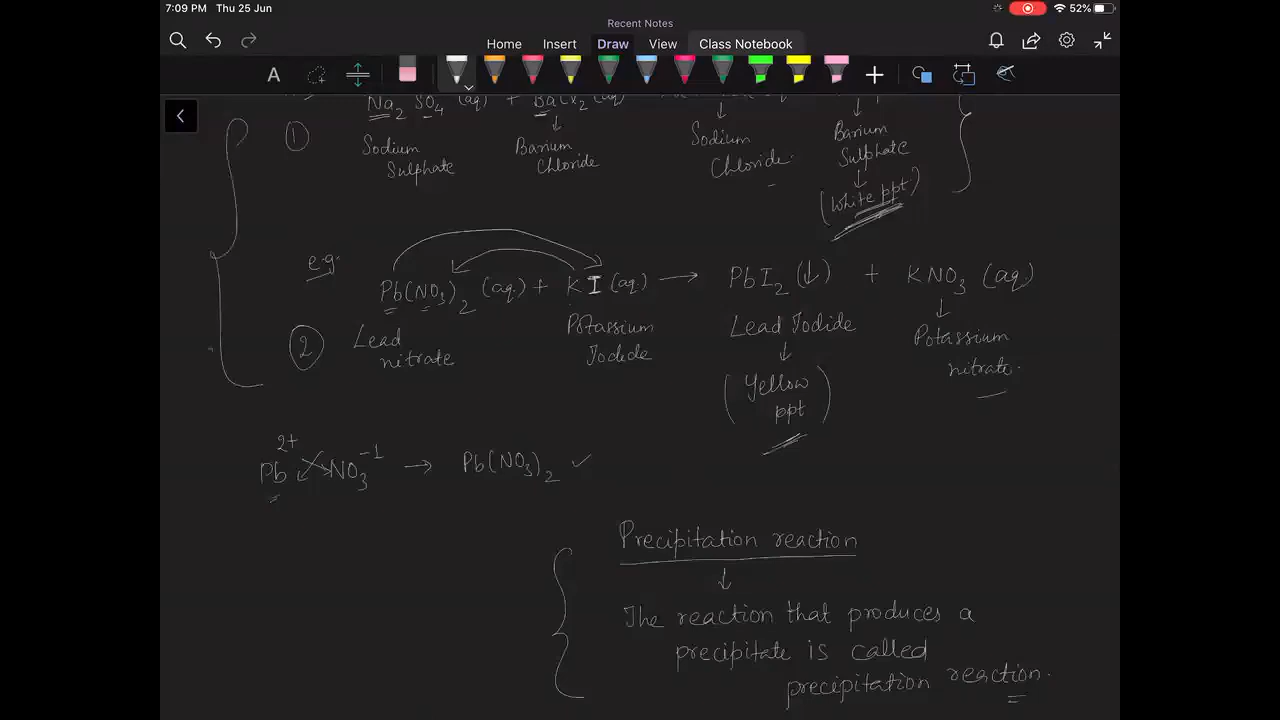 7:09 PM Thu 25 Jun
52%
Recent Notes
Home Insert Draw View Class Notebook
A
Na2 SO4 (aq) + BaCl2 (aq)
①
Sodium Sulphate
Barium Chloride
Sodium Chloride.
Barium Sulphate
(White ppt)
e.g:
Pb(NO3)2 (aq.) + KI (aq.) → PbI2 (↓) + KNO3 (aq.)
②
Lead nitrate
Potassium Iodide
Lead Iodide
Potassium nitrate.
(Yellow ppt)
Pb2+ NO3-1 → Pb(NO3)2 ✓
Precipitation reaction
The reaction that produces a
precipitate is called
precipitation reaction.